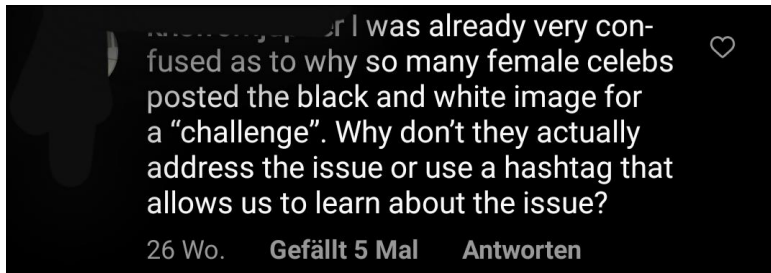 I was already very con-
fused as to why so many female celebs
posted the black and white image for
a “challenge”. Why don’t they actually
address the issue or use a hashtag that
allows us to learn about the issue?
26 Wo. Gefällt 5 Mal Antworten